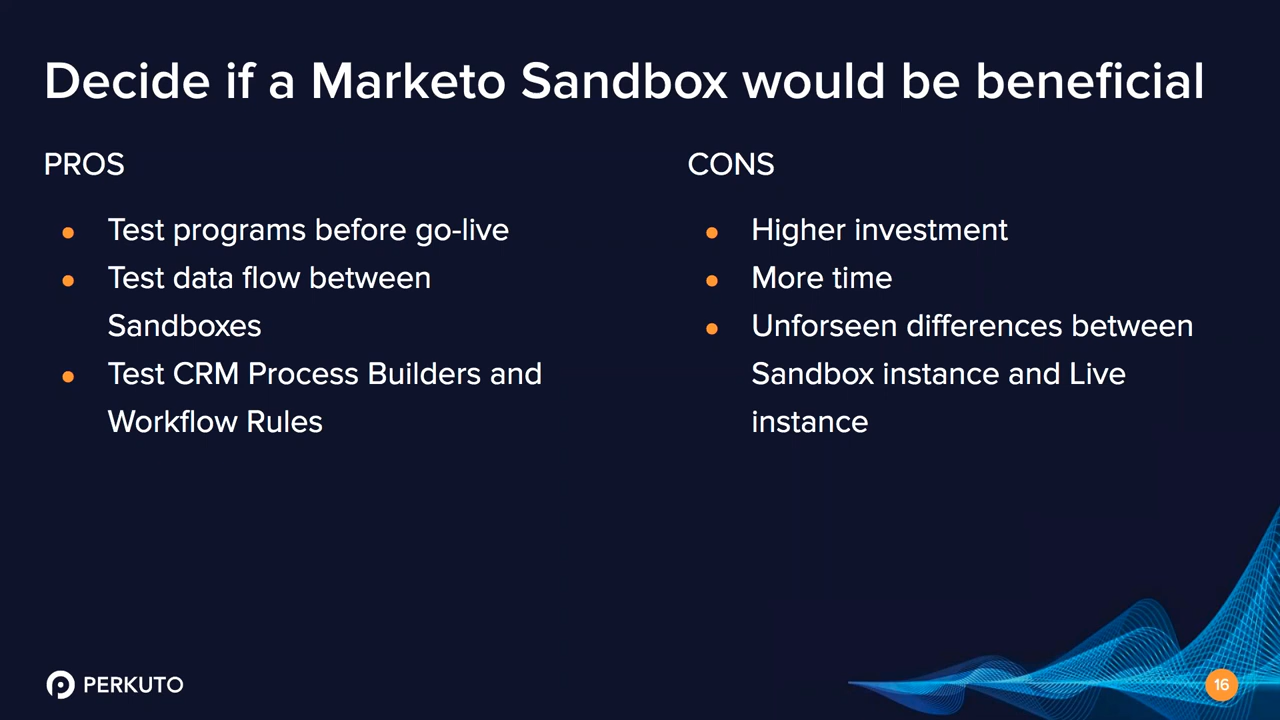 Decide if a Marketo Sandbox would be beneficial
PROS
Test programs before go-live
Test data flow between
Sandboxes
Test CRM Process Builders and
Workflow Rules
CONS
Higher investment
More time
Unforseen differences between
Sandbox instance and Live
instance
PERKUTO
16